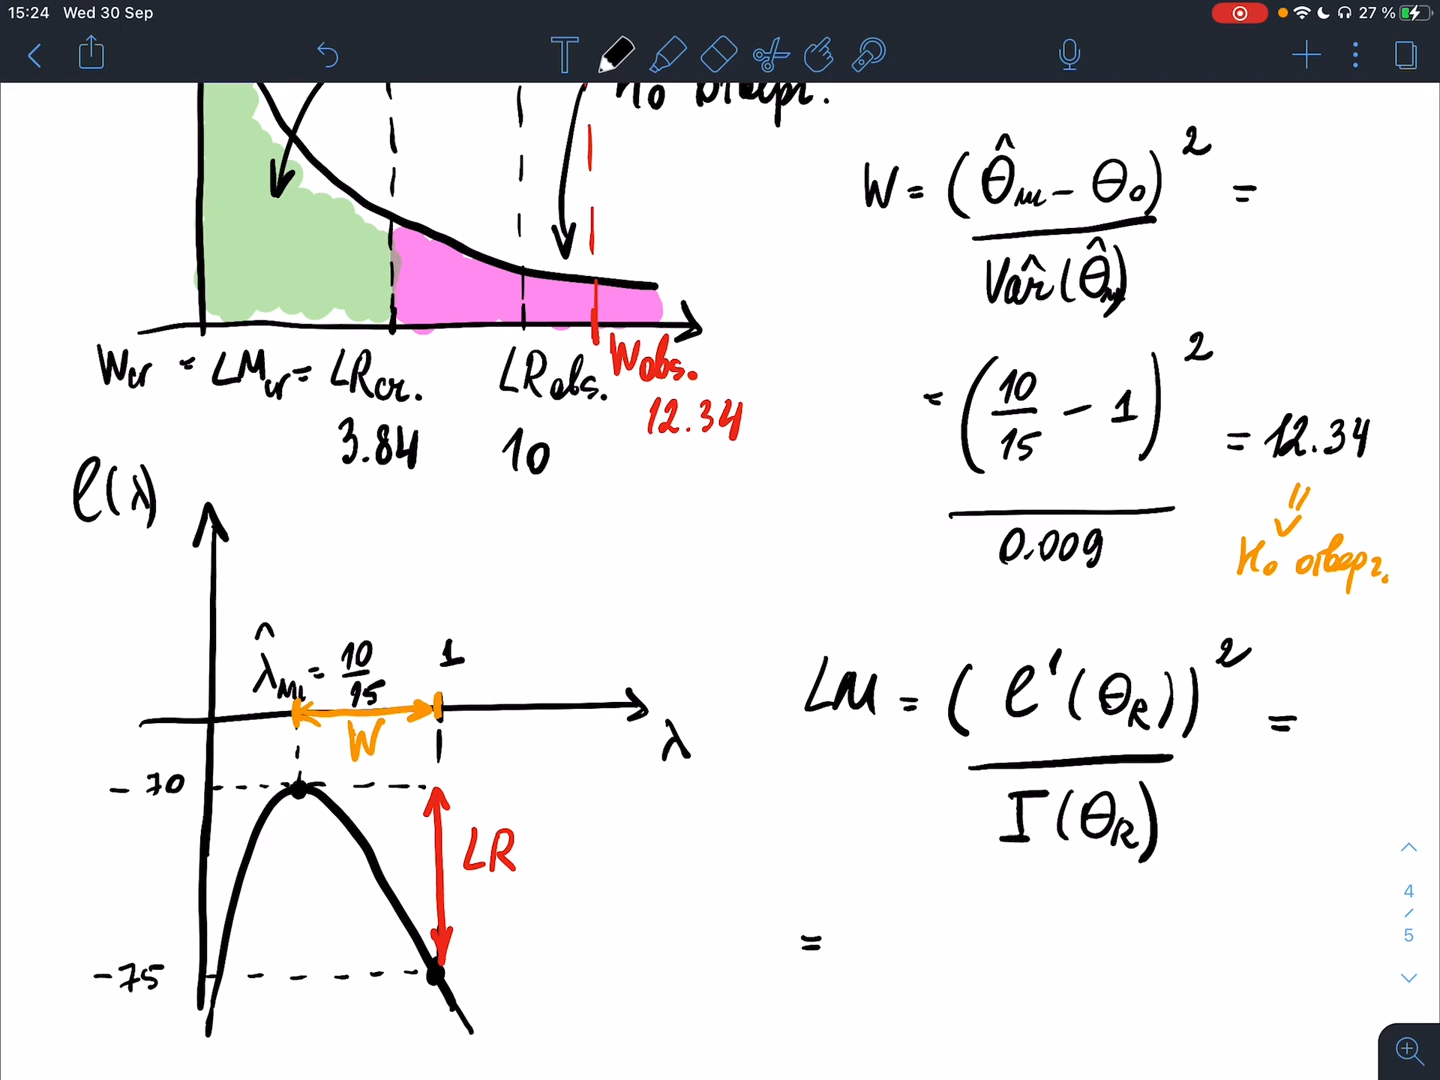 15:24 Wed 30 Sep
27 %
H₀ отверг.
W = (θ̂ₘₗ − θ₀)² =
Vâr(θ̂ₘₗ)
= (10/15 − 1)² = 12.34
0.009
H₀ отверг.
Wcr = LMcr = LRcr. LRobs. Wobs.
3.84 10 12.34
ℓ(λ)
λ̂ML = 10/15 1
W
λ
-70
LR
-75
LM = (ℓ'(θR))² =
I(θR)
=
4
/
5